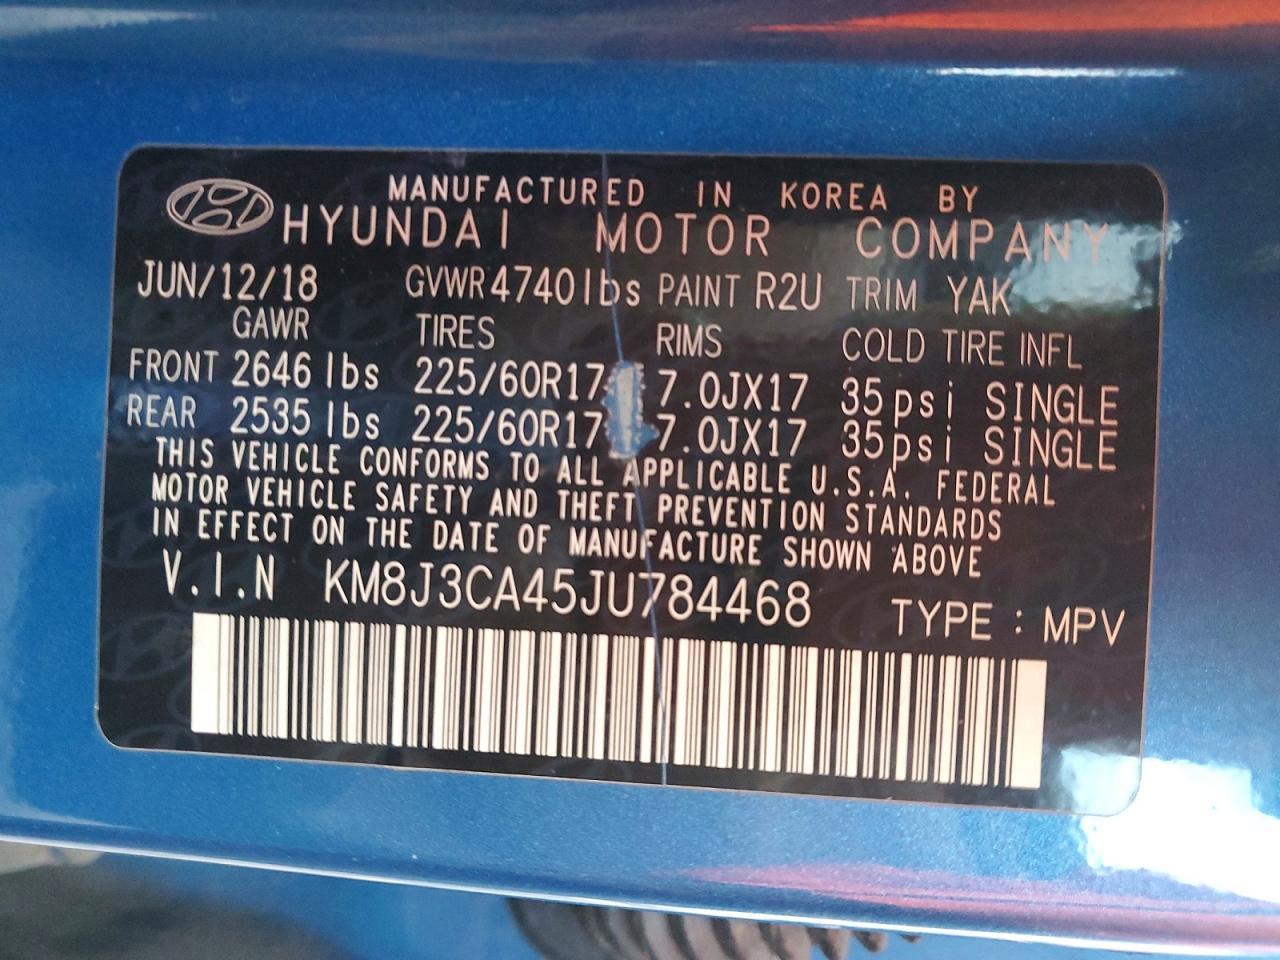 MANUFACTURED IN KOREA BY
HYUNDAI MOTOR COMPANY
JUN/12/18 GVWR 4740lbs PAINT R2U TRIM YAK
GAWR TIRES RIMS COLD TIRE INFL
FRONT 2646 lbs 225/60R17 7.0JX17 35psi SINGLE
REAR 2535 lbs 225/60R17 7.0JX17 35psi SINGLE
THIS VEHICLE CONFORMS TO ALL APPLICABLE U.S.A. FEDERAL
MOTOR VEHICLE SAFETY AND THEFT PREVENTION STANDARDS
IN EFFECT ON THE DATE OF MANUFACTURE SHOWN ABOVE
V.I.N KM8J3CA45JU784468 TYPE : MPV